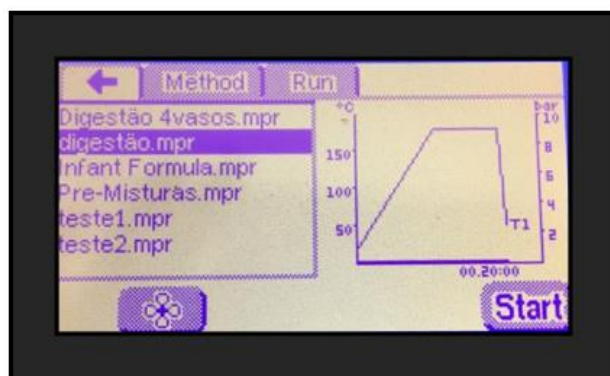 Method Run
Digestão 4vasos.mpr
digestão.mpr
Infant Formula.mpr
Pre-Misturas.mpr
teste1.mpr
teste2.mpr
°C bar
10
150 8
6
100
4
50 T1
2
00.20:00
Start